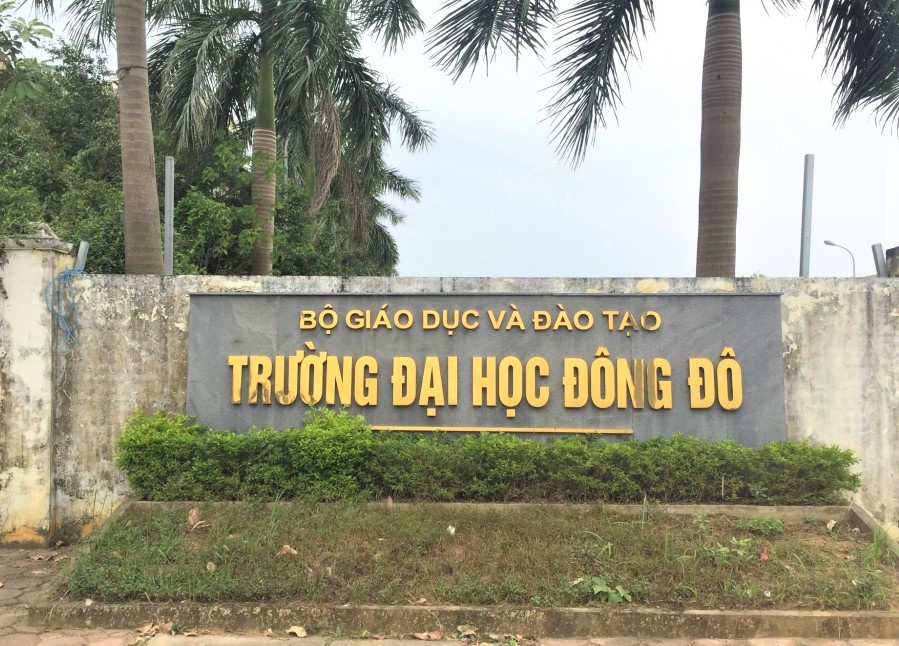 BỘ GIÁO DỤC VÀ ĐÀO TẠO
TRƯỜNG ĐẠI HỌC ĐÔNG ĐÔ